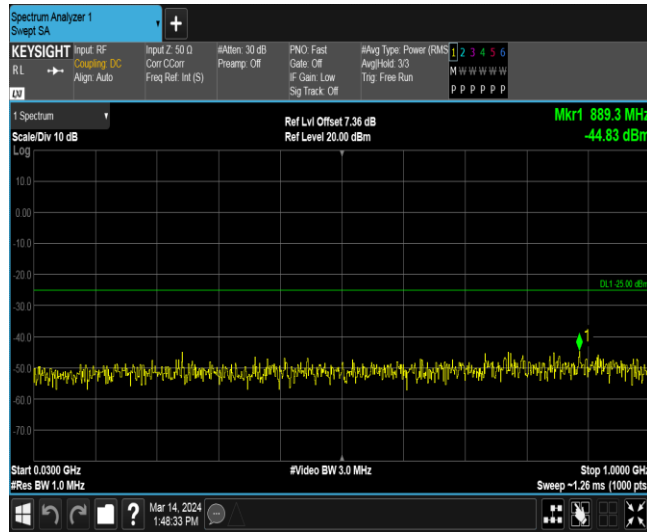 Spectrum Analyzer 1
Swept SA
+
KEYSIGHT Input: RF Input Z: 50 Ω #Atten: 30 dB PNO: Fast #Avg Type: Power (RMS 1 2 3 4 5 6
RL Coupling: DC Corr CCorr Preamp: Off Gate: Off Avg|Hold: 3/3 M W W W W W
Align: Auto Freq Ref: Int (S) IF Gain: Low Trig: Free Run
LXI Sig Track: Off P P P P P P
1 Spectrum Ref Lvl Offset 7.36 dB Mkr1 889.3 MHz
Scale/Div 10 dB Ref Level 20.00 dBm -44.83 dBm
Log
10.0
0.00
-10.0
-20.0
DL1 -25.00 dBm
-30.0
-40.0
1
-50.0
-60.0
-70.0
Start 0.0300 GHz #Video BW 3.0 MHz Stop 1.0000 GHz
#Res BW 1.0 MHz Sweep ~1.26 ms (1000 pts
? Mar 14, 2024
1:48:33 PM